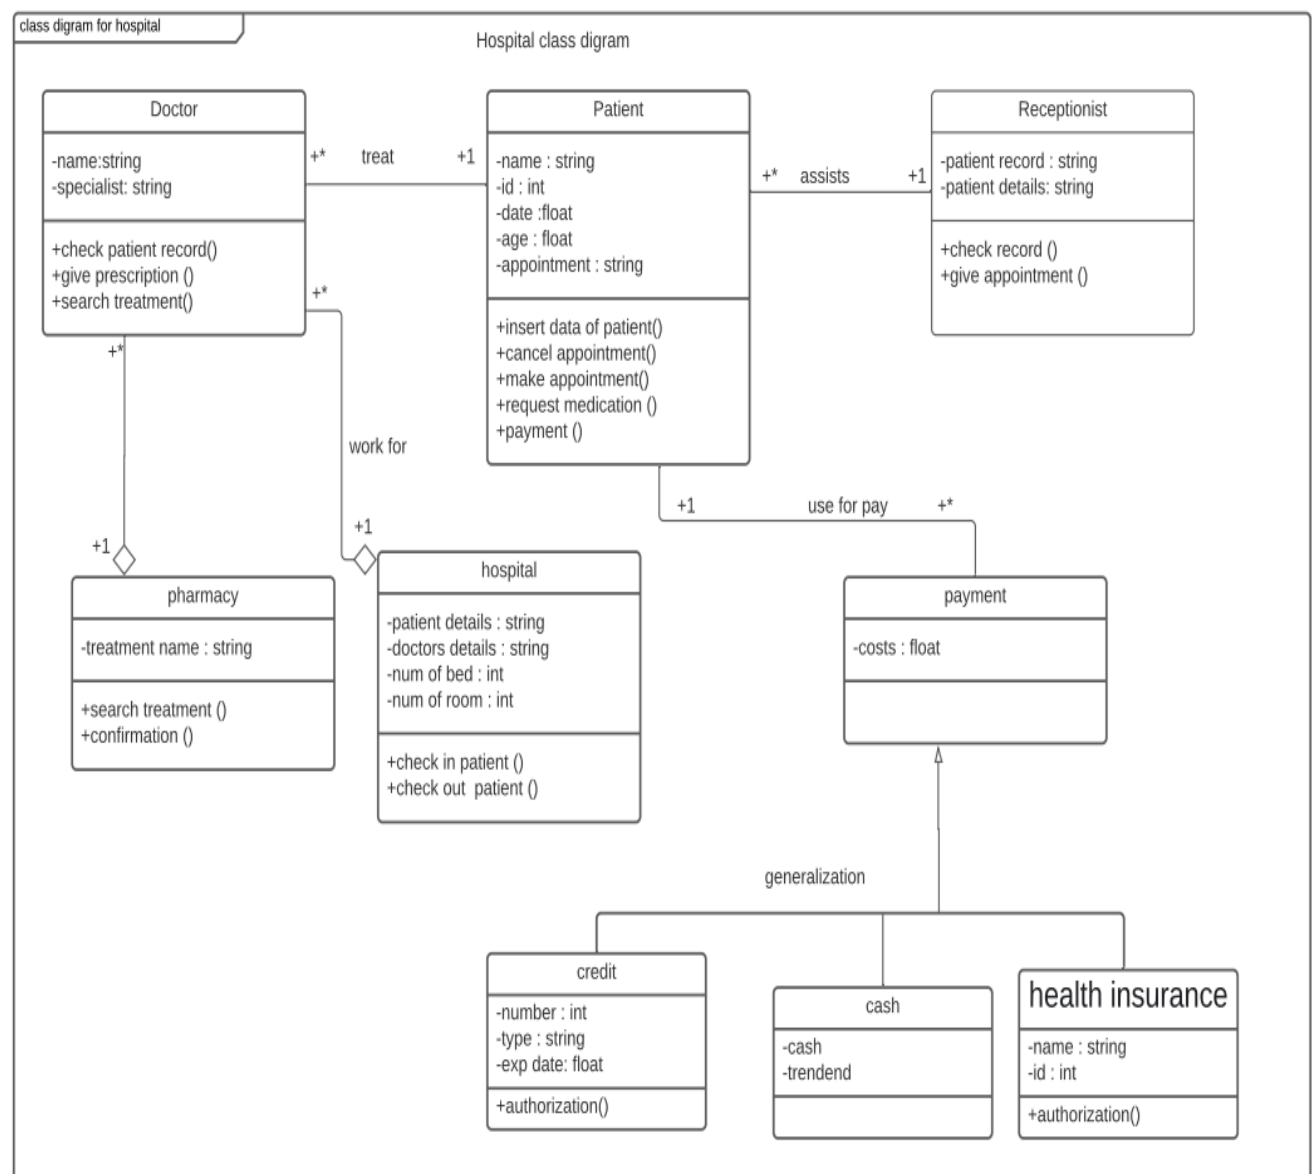 class digram for hospital
Hospital class digram
Doctor
-name:string
-specialist: string
+check patient record()
+give prescription ()
+search treatment()
+* treat +1
Patient
-name : string
-id : int
-date :float
-age : float
-appointment : string
+insert data of patient()
+cancel appointment()
+make appointment()
+request medication ()
+payment ()
+* assists +1
Receptionist
-patient record : string
-patient details: string
+check record ()
+give appointment ()
+*
+*
work for
+1
+1
+1 use for pay +*
pharmacy
-treatment name : string
+search treatment ()
+confirmation ()
hospital
-patient details : string
-doctors details : string
-num of bed : int
-num of room : int
+check in patient ()
+check out  patient ()
payment
-costs : float
generalization
credit
-number : int
-type : string
-exp date: float
+authorization()
cash
-cash
-trendend
health insurance
-name : string
-id : int
+authorization()